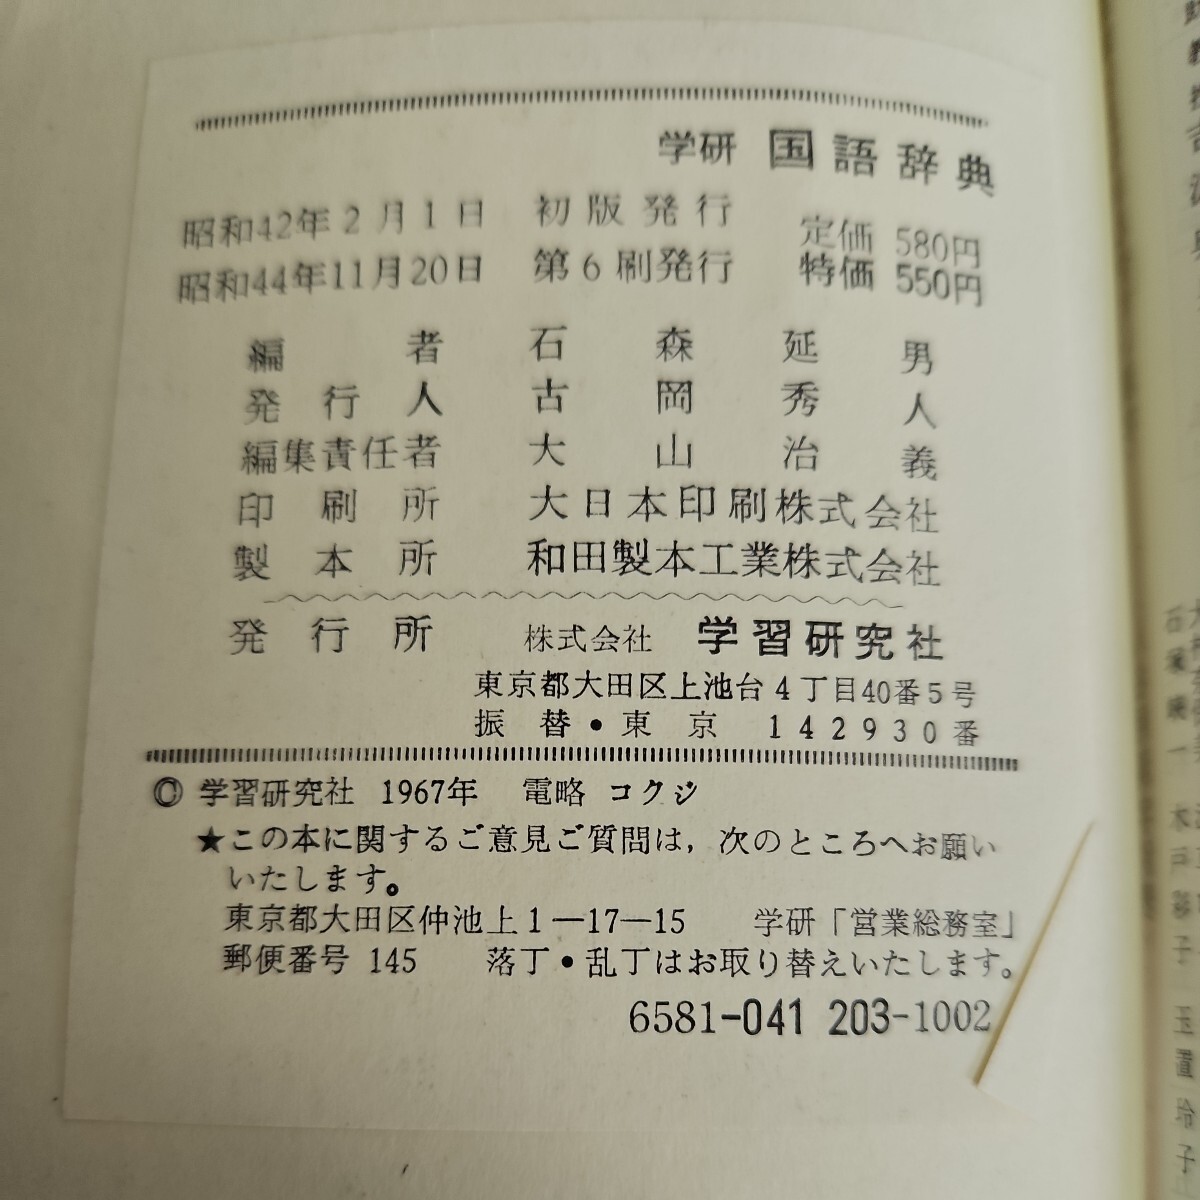 学研 国語辞典
昭和42年2月1日 初版発行 定価 580円
昭和44年11月20日 第6刷発行 特価 550円
編者 石森延男
発行人 古岡秀人
編集責任者 大山治義
印刷所 大日本印刷株式会社
製本所 和田製本工業株式会社
発行所 株式会社 学習研究社
東京都大田区上池台4丁目40番5号
振替・東京 142930番
© 学習研究社 1967年 電略 コクジ
★この本に関するご意見ご質問は，次のところへお願い
いたします。
東京都大田区仲池上1―17―15 学研「営業総務室」
郵便番号 145 落丁・乱丁はお取り替えいたします。
6581-041 203-1002